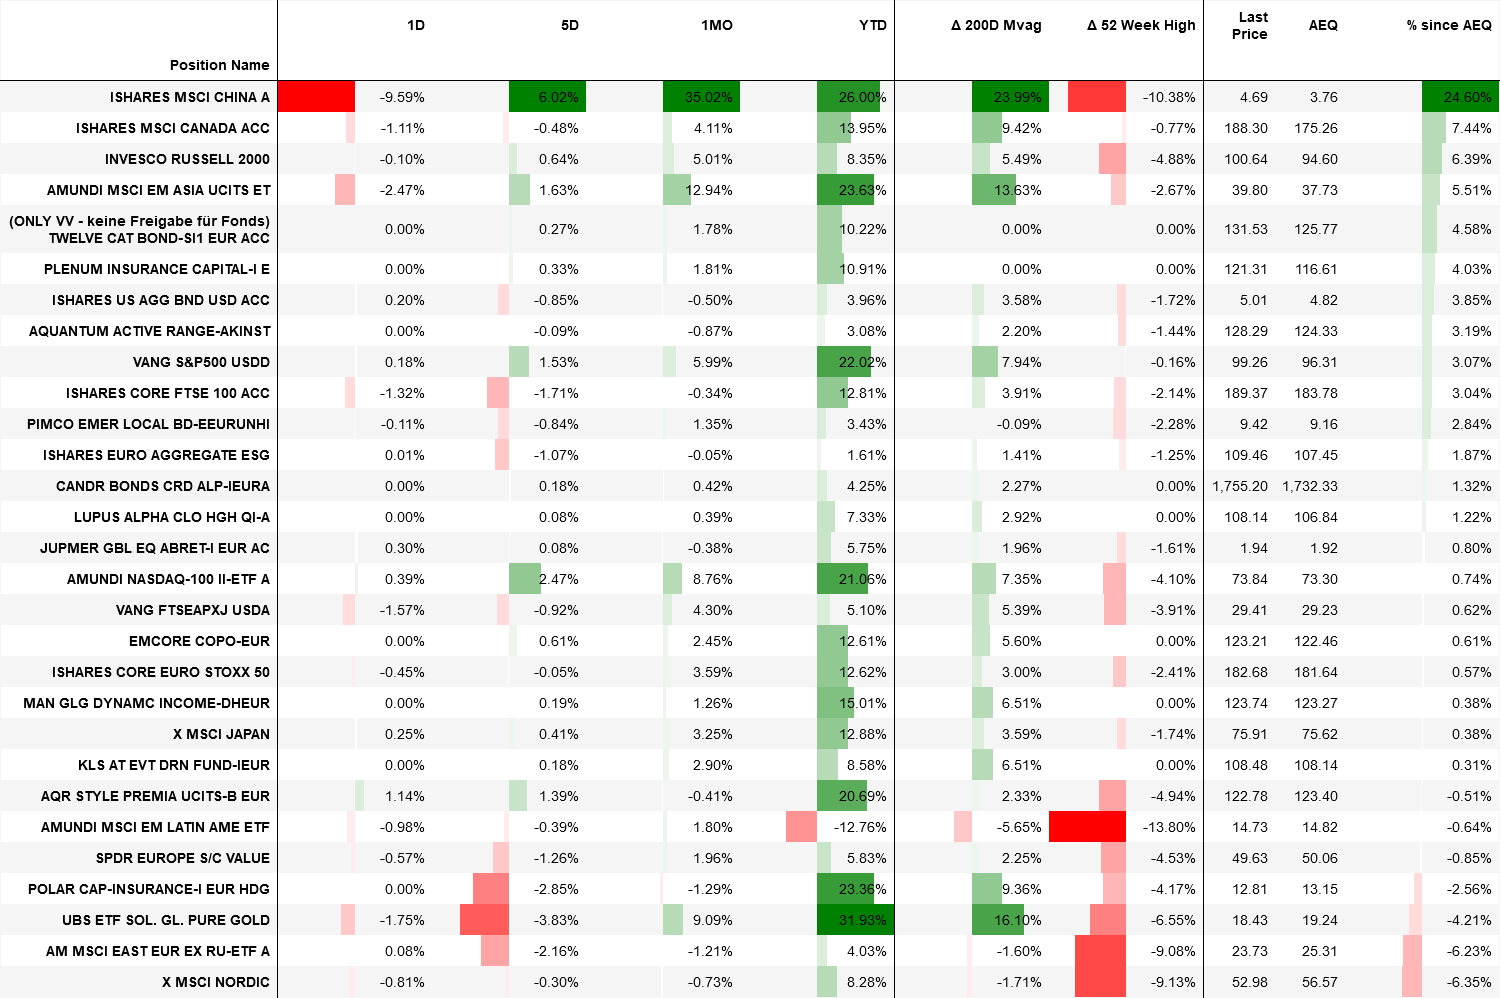 Position Name 1D 5D 1MO YTD Δ 200D Mvag Δ 52 Week High Last Price AEQ % since AEQ
ISHARES MSCI CHINA A -9.59% 6.02% 35.02% 26.00% 23.99% -10.38% 4.69 3.76 24.60%
ISHARES MSCI CANADA ACC -1.11% -0.48% 4.11% 13.95% 9.42% -0.77% 188.30 175.26 7.44%
INVESCO RUSSELL 2000 -0.10% 0.64% 5.01% 8.35% 5.49% -4.88% 100.64 94.60 6.39%
AMUNDI MSCI EM ASIA UCITS ET -2.47% 1.63% 12.94% 23.63% 13.63% -2.67% 39.80 37.73 5.51%
(ONLY VV - keine Freigabe für Fonds)
TWELVE CAT BOND-SI1 EUR ACC 0.00% 0.27% 1.78% 10.22% 0.00% 0.00% 131.53 125.77 4.58%
PLENUM INSURANCE CAPITAL-I E 0.00% 0.33% 1.81% 10.91% 0.00% 0.00% 121.31 116.61 4.03%
ISHARES US AGG BND USD ACC 0.20% -0.85% -0.50% 3.96% 3.58% -1.72% 5.01 4.82 3.85%
AQUANTUM ACTIVE RANGE-AKINST 0.00% -0.09% -0.87% 3.08% 2.20% -1.44% 128.29 124.33 3.19%
VANG S&P500 USDD 0.18% 1.53% 5.99% 22.02% 7.94% -0.16% 99.26 96.31 3.07%
ISHARES CORE FTSE 100 ACC -1.32% -1.71% -0.34% 12.81% 3.91% -2.14% 189.37 183.78 3.04%
PIMCO EMER LOCAL BD-EEURUNHI -0.11% -0.84% 1.35% 3.43% -0.09% -2.28% 9.42 9.16 2.84%
ISHARES EURO AGGREGATE ESG 0.01% -1.07% -0.05% 1.61% 1.41% -1.25% 109.46 107.45 1.87%
CANDR BONDS CRD ALP-IEURA 0.00% 0.18% 0.42% 4.25% 2.27% 0.00% 1,755.20 1,732.33 1.32%
LUPUS ALPHA CLO HGH QI-A 0.00% 0.08% 0.39% 7.33% 2.92% 0.00% 108.14 106.84 1.22%
JUPMER GBL EQ ABRET-I EUR AC 0.30% 0.08% -0.38% 5.75% 1.96% -1.61% 1.94 1.92 0.80%
AMUNDI NASDAQ-100 II-ETF A 0.39% 2.47% 8.76% 21.06% 7.35% -4.10% 73.84 73.30 0.74%
VANG FTSEAPXJ USDA -1.57% -0.92% 4.30% 5.10% 5.39% -3.91% 29.41 29.23 0.62%
EMCORE COPO-EUR 0.00% 0.61% 2.45% 12.61% 5.60% 0.00% 123.21 122.46 0.61%
ISHARES CORE EURO STOXX 50 -0.45% -0.05% 3.59% 12.62% 3.00% -2.41% 182.68 181.64 0.57%
MAN GLG DYNAMC INCOME-DHEUR 0.00% 0.19% 1.26% 15.01% 6.51% 0.00% 123.74 123.27 0.38%
X MSCI JAPAN 0.25% 0.41% 3.25% 12.88% 3.59% -1.74% 75.91 75.62 0.38%
KLS AT EVT DRN FUND-IEUR 0.00% 0.18% 2.90% 8.58% 6.51% 0.00% 108.48 108.14 0.31%
AQR STYLE PREMIA UCITS-B EUR 1.14% 1.39% -0.41% 20.69% 2.33% -4.94% 122.78 123.40 -0.51%
AMUNDI MSCI EM LATIN AME ETF -0.98% -0.39% 1.80% -12.76% -5.65% -13.80% 14.73 14.82 -0.64%
SPDR EUROPE S/C VALUE -0.57% -1.26% 1.96% 5.83% 2.25% -4.53% 49.63 50.06 -0.85%
POLAR CAP-INSURANCE-I EUR HDG 0.00% -2.85% -1.29% 23.36% 9.36% -4.17% 12.81 13.15 -2.56%
UBS ETF SOL. GL. PURE GOLD -1.75% -3.83% 9.09% 31.93% 16.10% -6.55% 18.43 19.24 -4.21%
AM MSCI EAST EUR EX RU-ETF A 0.08% -2.16% -1.21% 4.03% -1.60% -9.08% 23.73 25.31 -6.23%
X MSCI NORDIC -0.81% -0.30% -0.73% 8.28% -1.71% -9.13% 52.98 56.57 -6.35%